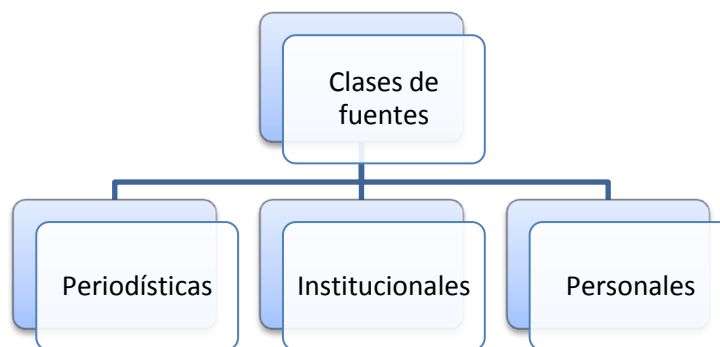 Clases de
fuentes
Periodísticas
Institucionales
Personales